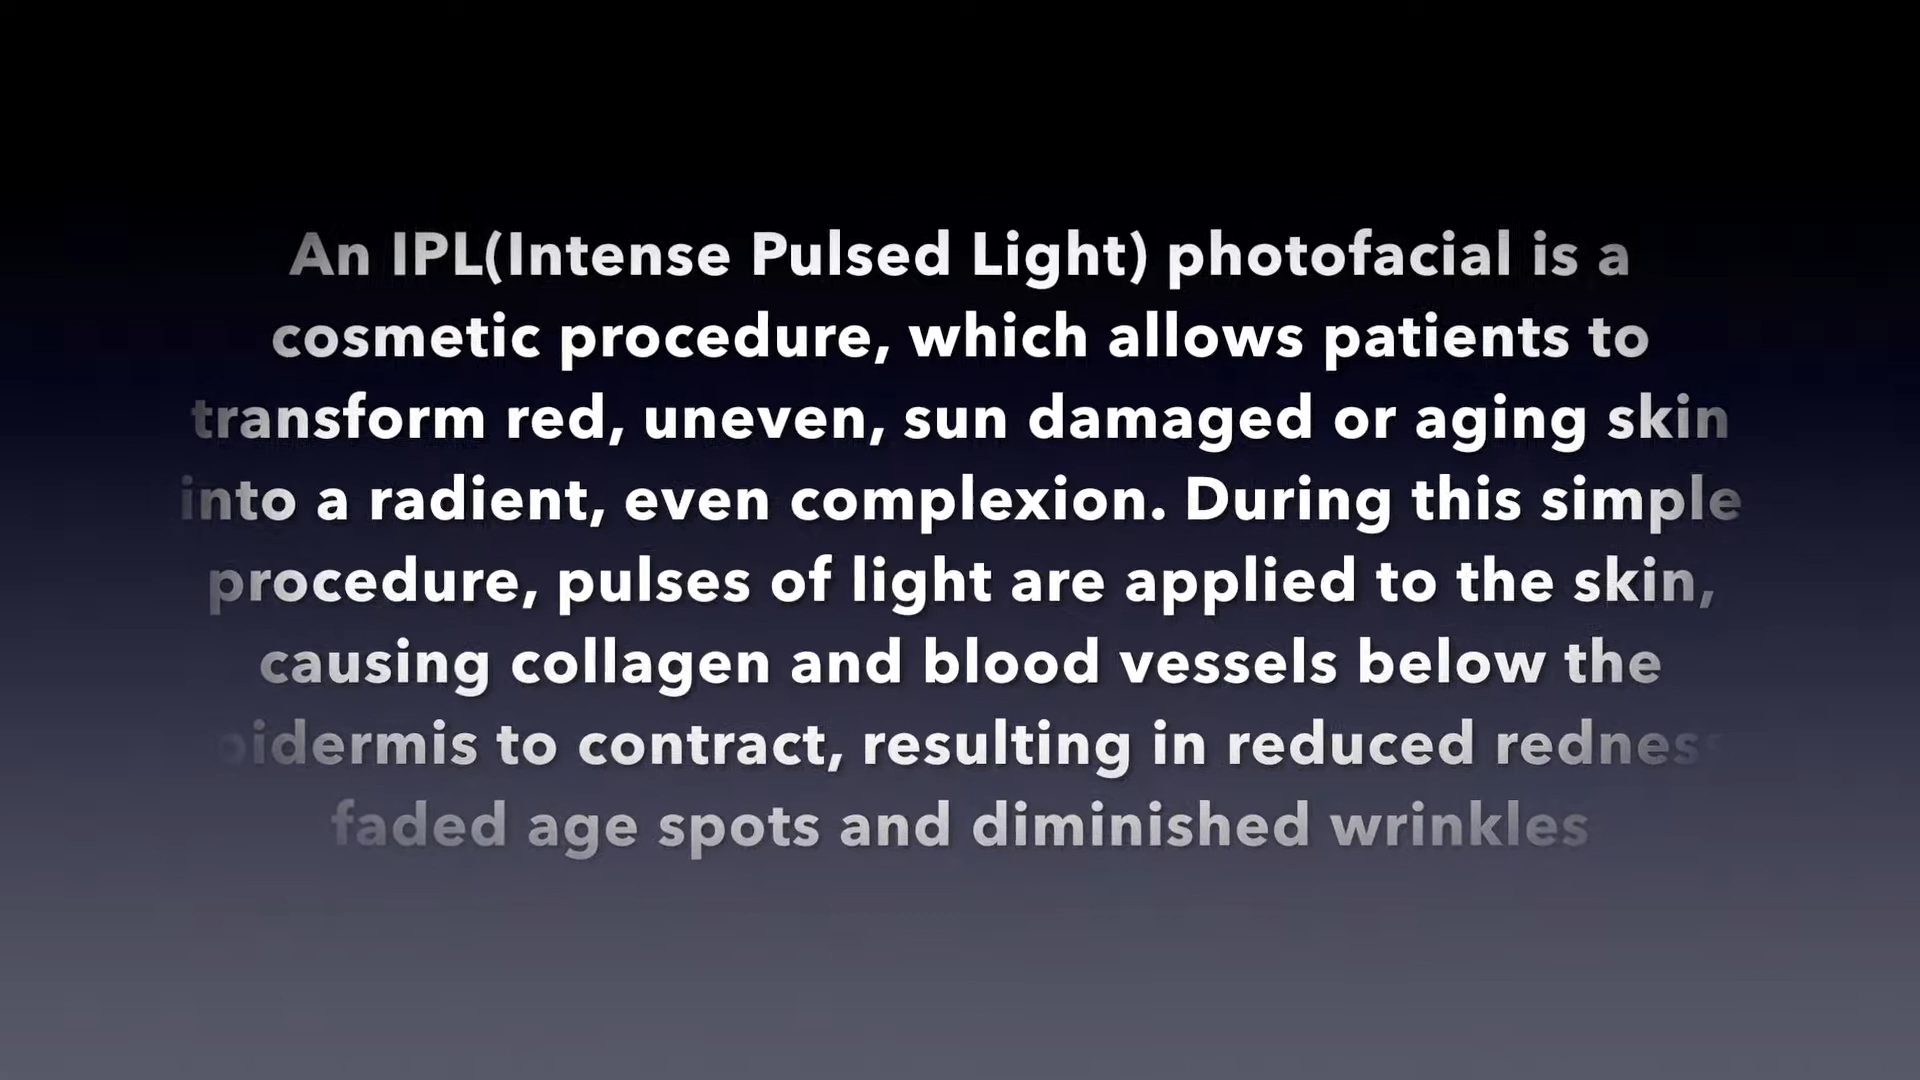 An IPL(Intense Pulsed Light) photofacial is a
cosmetic procedure, which allows patients to
transform red, uneven, sun damaged or aging skin
into a radient, even complexion. During this simple
procedure, pulses of light are applied to the skin,
causing collagen and blood vessels below the
epidermis to contract, resulting in reduced redness
faded age spots and diminished wrinkles